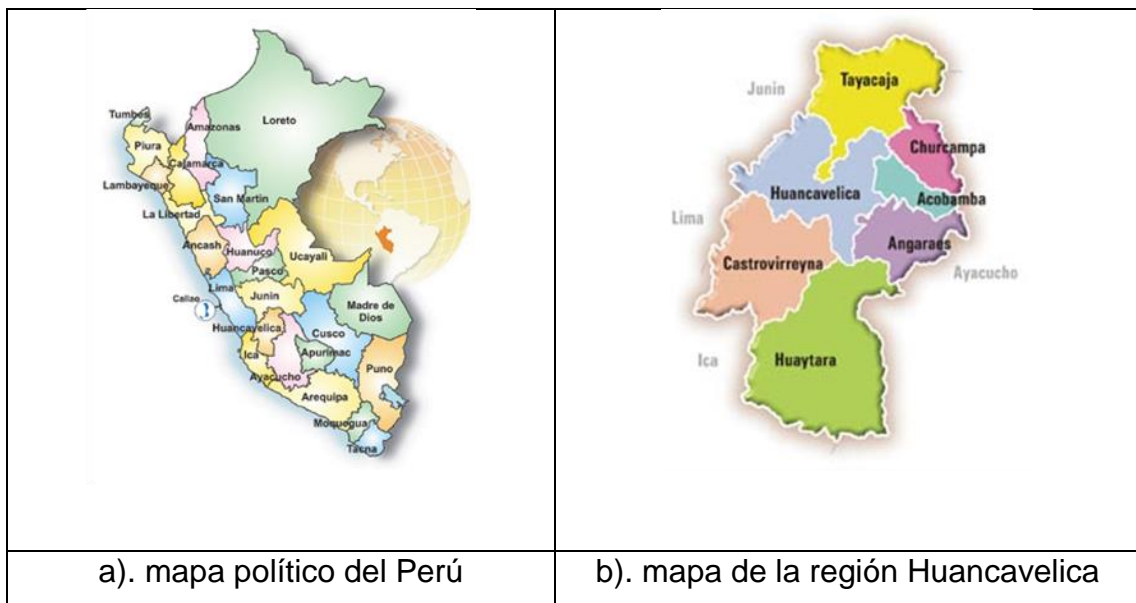 Tumbes
Piura
Lambayeque
Amazonas
Cajamarca
Loreto
San Martin
La Libertad
Ancash
Huanuco
Ucayali
Pasco
Lima
Callao
Junin
Madre de
Dios
Huancavelica
Cusco
Ica
Apurimac
Ayacucho
Puno
Arequipa
Moquegua
Tacna
a). mapa político del Perú
Junin
Tayacaja
Churcampa
Huancavelica
Acobamba
Lima
Angaraes
Castrovirreyna
Ayacucho
Ica
Huaytara
b). mapa de la región Huancavelica